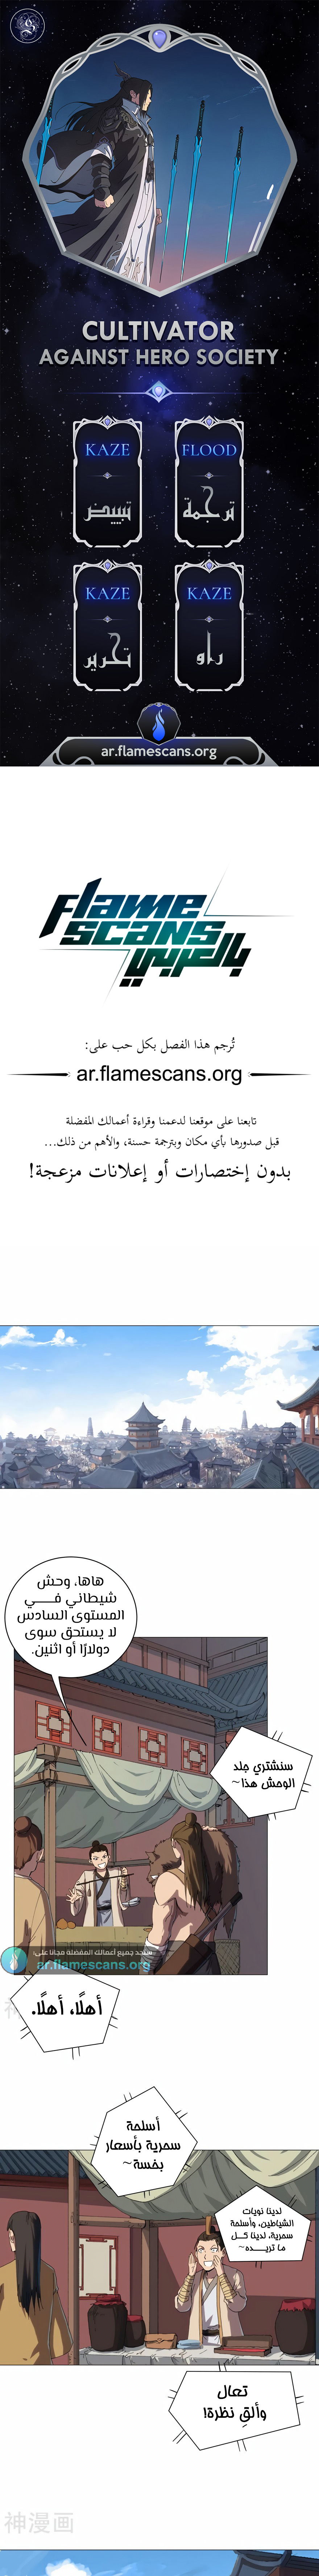 CULTIVATOR
AGAINST HERO SOCIETY
KAZE
تبييض
FLOOD
ترجمة
KAZE
تحرير
KAZE
راو
ar.flamescans.org
Flame
scans
بالعربي
تُرجم هذا الفصل بكل حب على:
ar.flamescans.org
تابعنا على موقعنا لدعمنا وقراءة أعمالك المفضلة
قبل صدورها بأي مكان وبترجمة حسنة، والأهم من ذلك...
بدون إختصارات أو إعلانات مزعجة!
هاها، وحش
شيطاني في
المستوى السادس
لا يستحق سوى
دولارًا أو اثنين.
سنشتري جلد
الوحش هذا~
ستجد جميع أعمالك المفضلة مجانا على:
ar.flamescans.org
أهلًا، أهلًا.
أسلحة
سحرية بأسعار
بخسة~
لدينا نويات
الشياطين، وأسلحة
سحرية، لدينا كل
ما تريده~
تعال
وألقِ نظرة!
神漫画